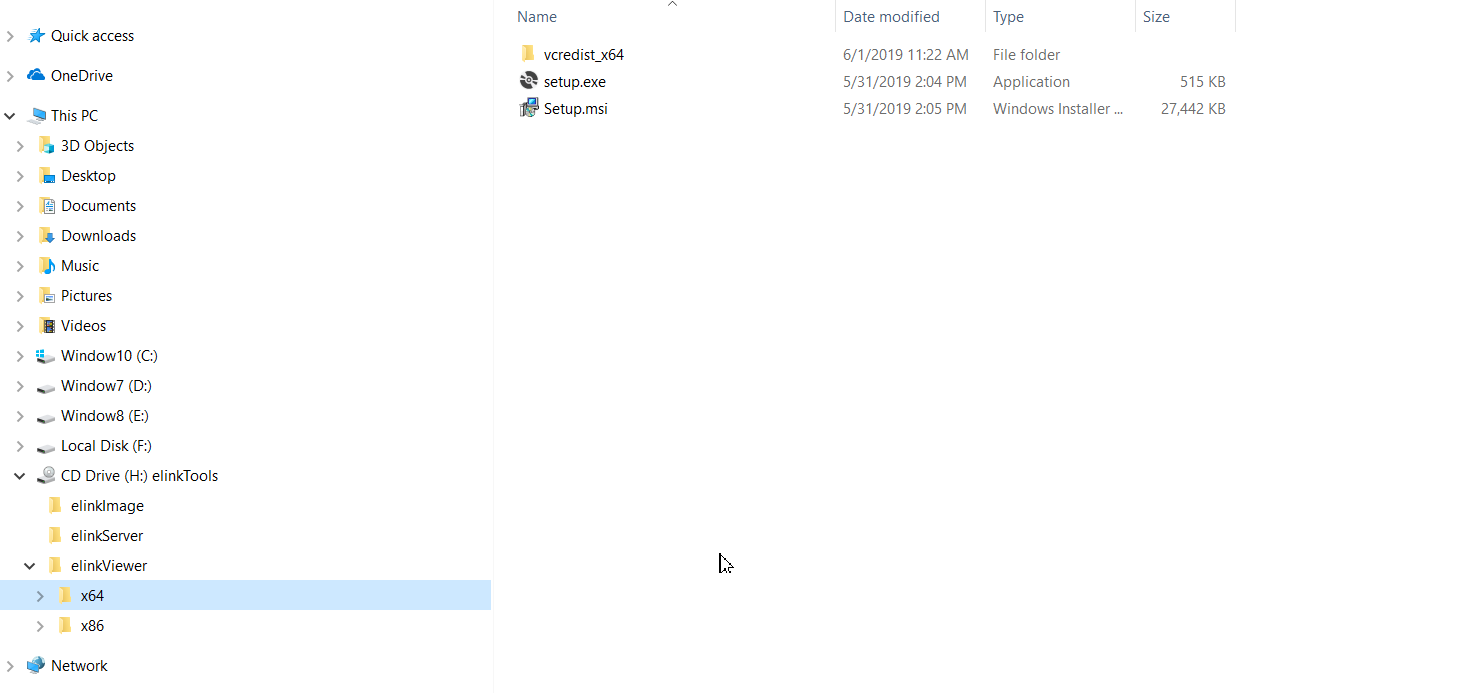 Quick access
OneDrive
This PC
3D Objects
Desktop
Documents
Downloads
Music
Pictures
Videos
Window10 (C:)
Window7 (D:)
Window8 (E:)
Local Disk (F:)
CD Drive (H:) elinkTools
elinkImage
elinkServer
elinkViewer
x64
x86
Network
Name Date modified Type Size
vcredist_x64 6/1/2019 11:22 AM File folder
setup.exe 5/31/2019 2:04 PM Application 515 KB
Setup.msi 5/31/2019 2:05 PM Windows Installer ... 27,442 KB